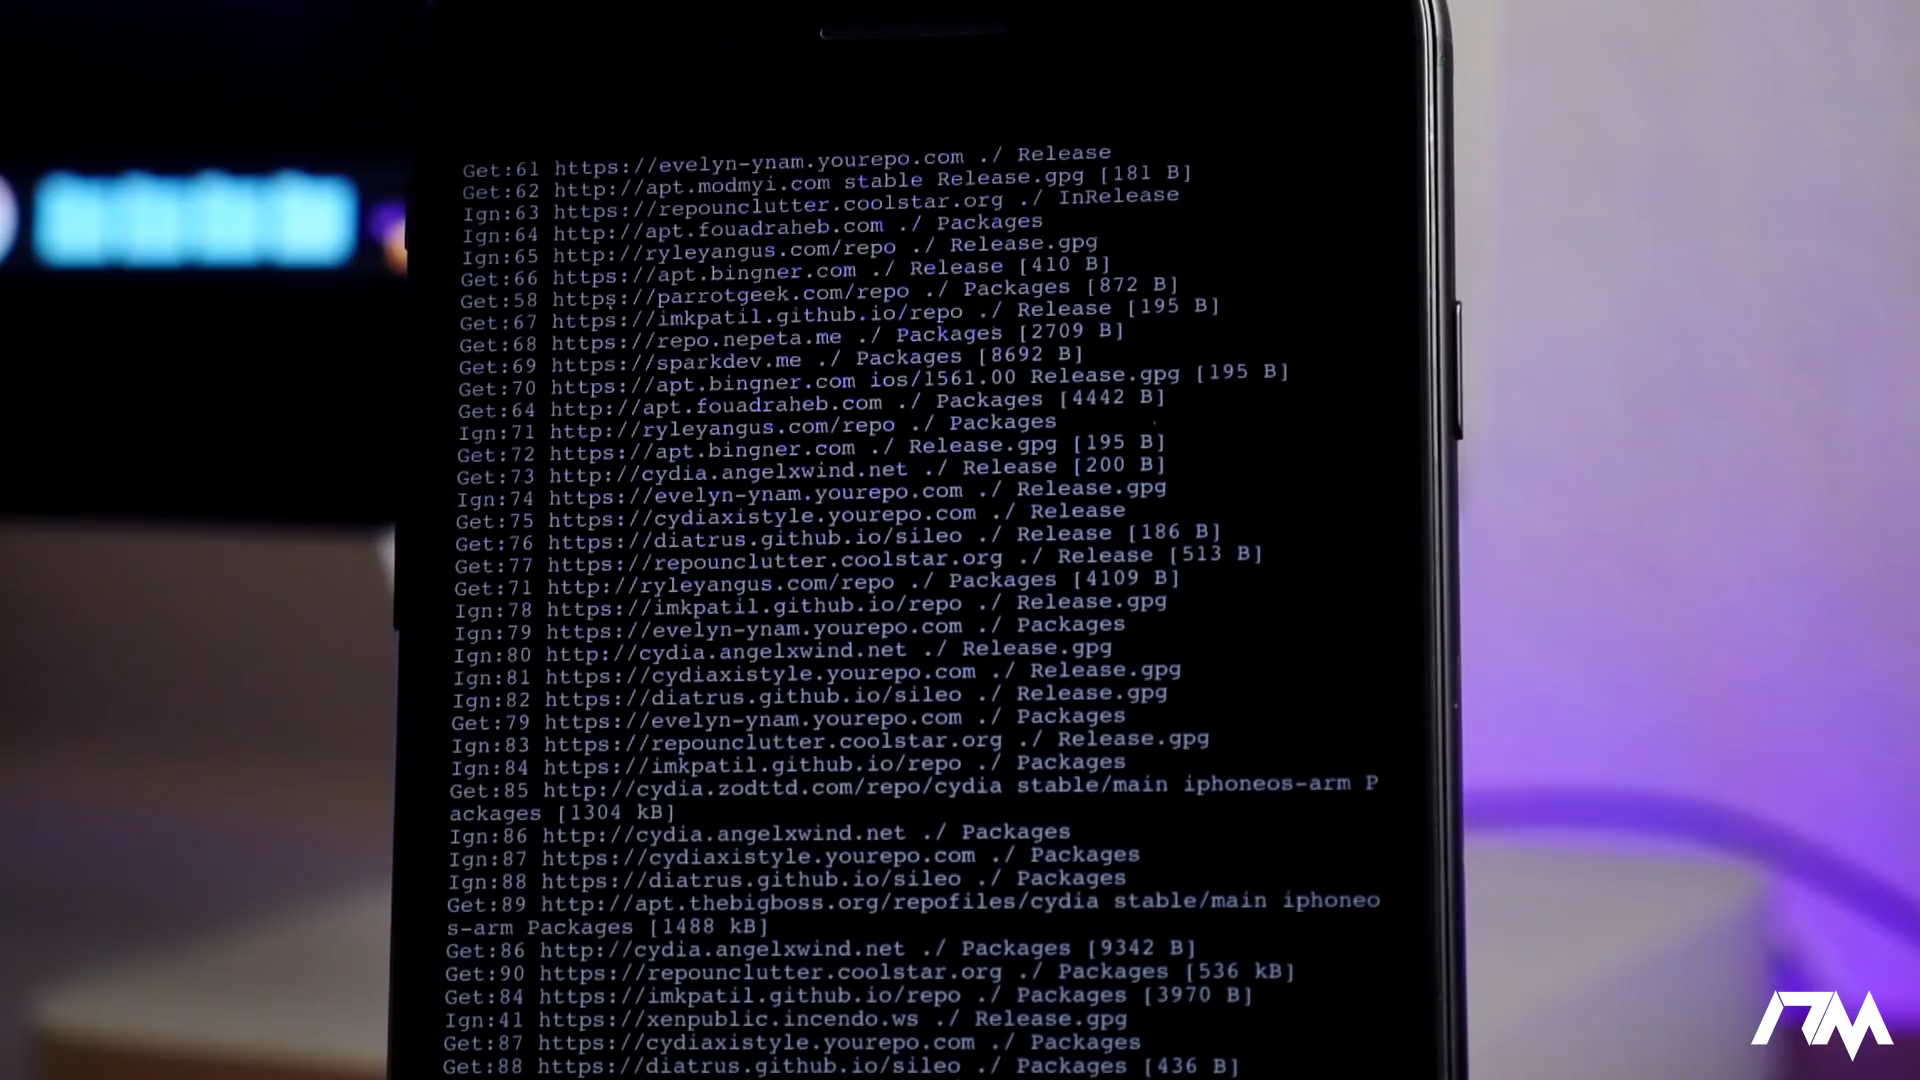 Get:61 https://evelyn-ynam.yourepo.com ./ Release
Get:62 http://apt.modmyi.com stable Release.gpg [181 B]
Ign:63 https://repounclutter.coolstar.org ./ InRelease
Ign:64 http://apt.fouadraheb.com ./ Packages
Ign:65 http://ryleyangus.com/repo ./ Release.gpg
Get:66 https://apt.bingner.com ./ Release [410 B]
Get:58 https://parrotgeek.com/repo ./ Packages [872 B]
Get:67 https://imkpatil.github.io/repo ./ Release [195 B]
Get:68 https://repo.nepeta.me ./ Packages [2709 B]
Get:69 https://sparkdev.me ./ Packages [8692 B]
Get:70 https://apt.bingner.com ios/1561.00 Release.gpg [195 B]
Get:64 http://apt.fouadraheb.com ./ Packages [4442 B]
Ign:71 http://ryleyangus.com/repo ./ Packages
Get:72 https://apt.bingner.com ./ Release.gpg [195 B]
Get:73 http://cydia.angelxwind.net ./ Release [200 B]
Ign:74 https://evelyn-ynam.yourepo.com ./ Release.gpg
Get:75 https://cydiaxistyle.yourepo.com ./ Release
Get:76 https://diatrus.github.io/sileo ./ Release [186 B]
Get:77 https://repounclutter.coolstar.org ./ Release [513 B]
Get:71 http://ryleyangus.com/repo ./ Packages [4109 B]
Ign:78 https://imkpatil.github.io/repo ./ Release.gpg
Ign:79 https://evelyn-ynam.yourepo.com ./ Packages
Ign:80 http://cydia.angelxwind.net ./ Release.gpg
Ign:81 https://cydiaxistyle.yourepo.com ./ Release.gpg
Ign:82 https://diatrus.github.io/sileo ./ Release.gpg
Get:79 https://evelyn-ynam.yourepo.com ./ Packages
Ign:83 https://repounclutter.coolstar.org ./ Release.gpg
Ign:84 https://imkpatil.github.io/repo ./ Packages
Get:85 http://cydia.zodttd.com/repo/cydia stable/main iphoneos-arm P
ackages [1304 kB]
Ign:86 http://cydia.angelxwind.net ./ Packages
Ign:87 https://cydiaxistyle.yourepo.com ./ Packages
Ign:88 https://diatrus.github.io/sileo ./ Packages
Get:89 http://apt.thebigboss.org/repofiles/cydia stable/main iphoneo
s-arm Packages [1488 kB]
Get:86 http://cydia.angelxwind.net ./ Packages [9342 B]
Get:90 https://repounclutter.coolstar.org ./ Packages [536 kB]
Get:84 https://imkpatil.github.io/repo ./ Packages [3970 B]
Ign:41 https://xenpublic.incendo.ws ./ Release.gpg
Get:87 https://cydiaxistyle.yourepo.com ./ Packages
Get:88 https://diatrus.github.io/sileo ./ Packages [436 B]